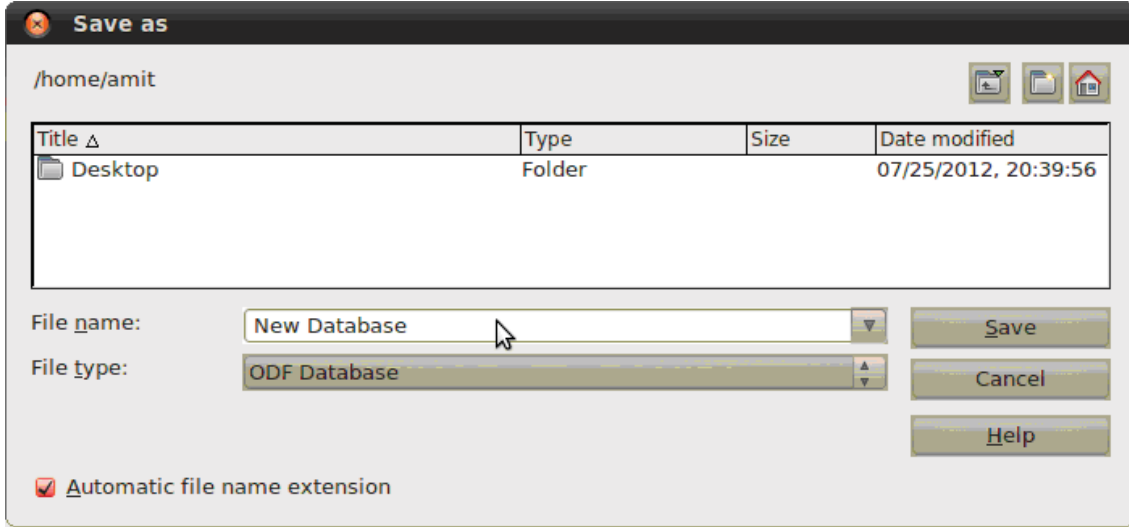 Save as
/home/amit
Title Type Size Date modified
Desktop Folder 07/25/2012, 20:39:56
File name: New Database Save
File type: ODF Database Cancel
Help
Automatic file name extension